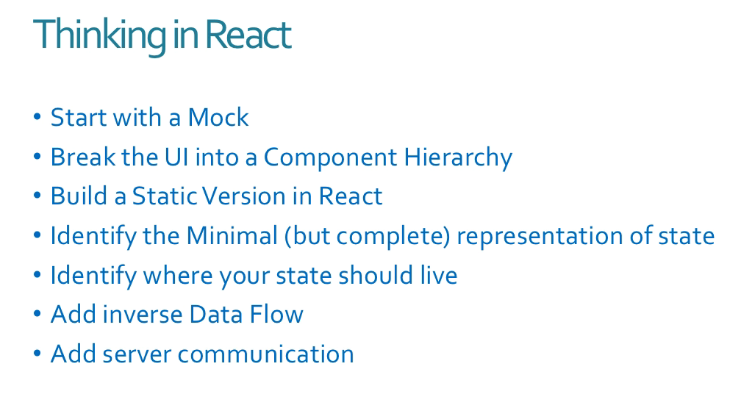 Thinking in React
• Start with a Mock
• Break the UI into a Component Hierarchy
• Build a Static Version in React
• Identify the Minimal (but complete) representation of state
• Identify where your state should live
• Add inverse Data Flow
• Add server communication